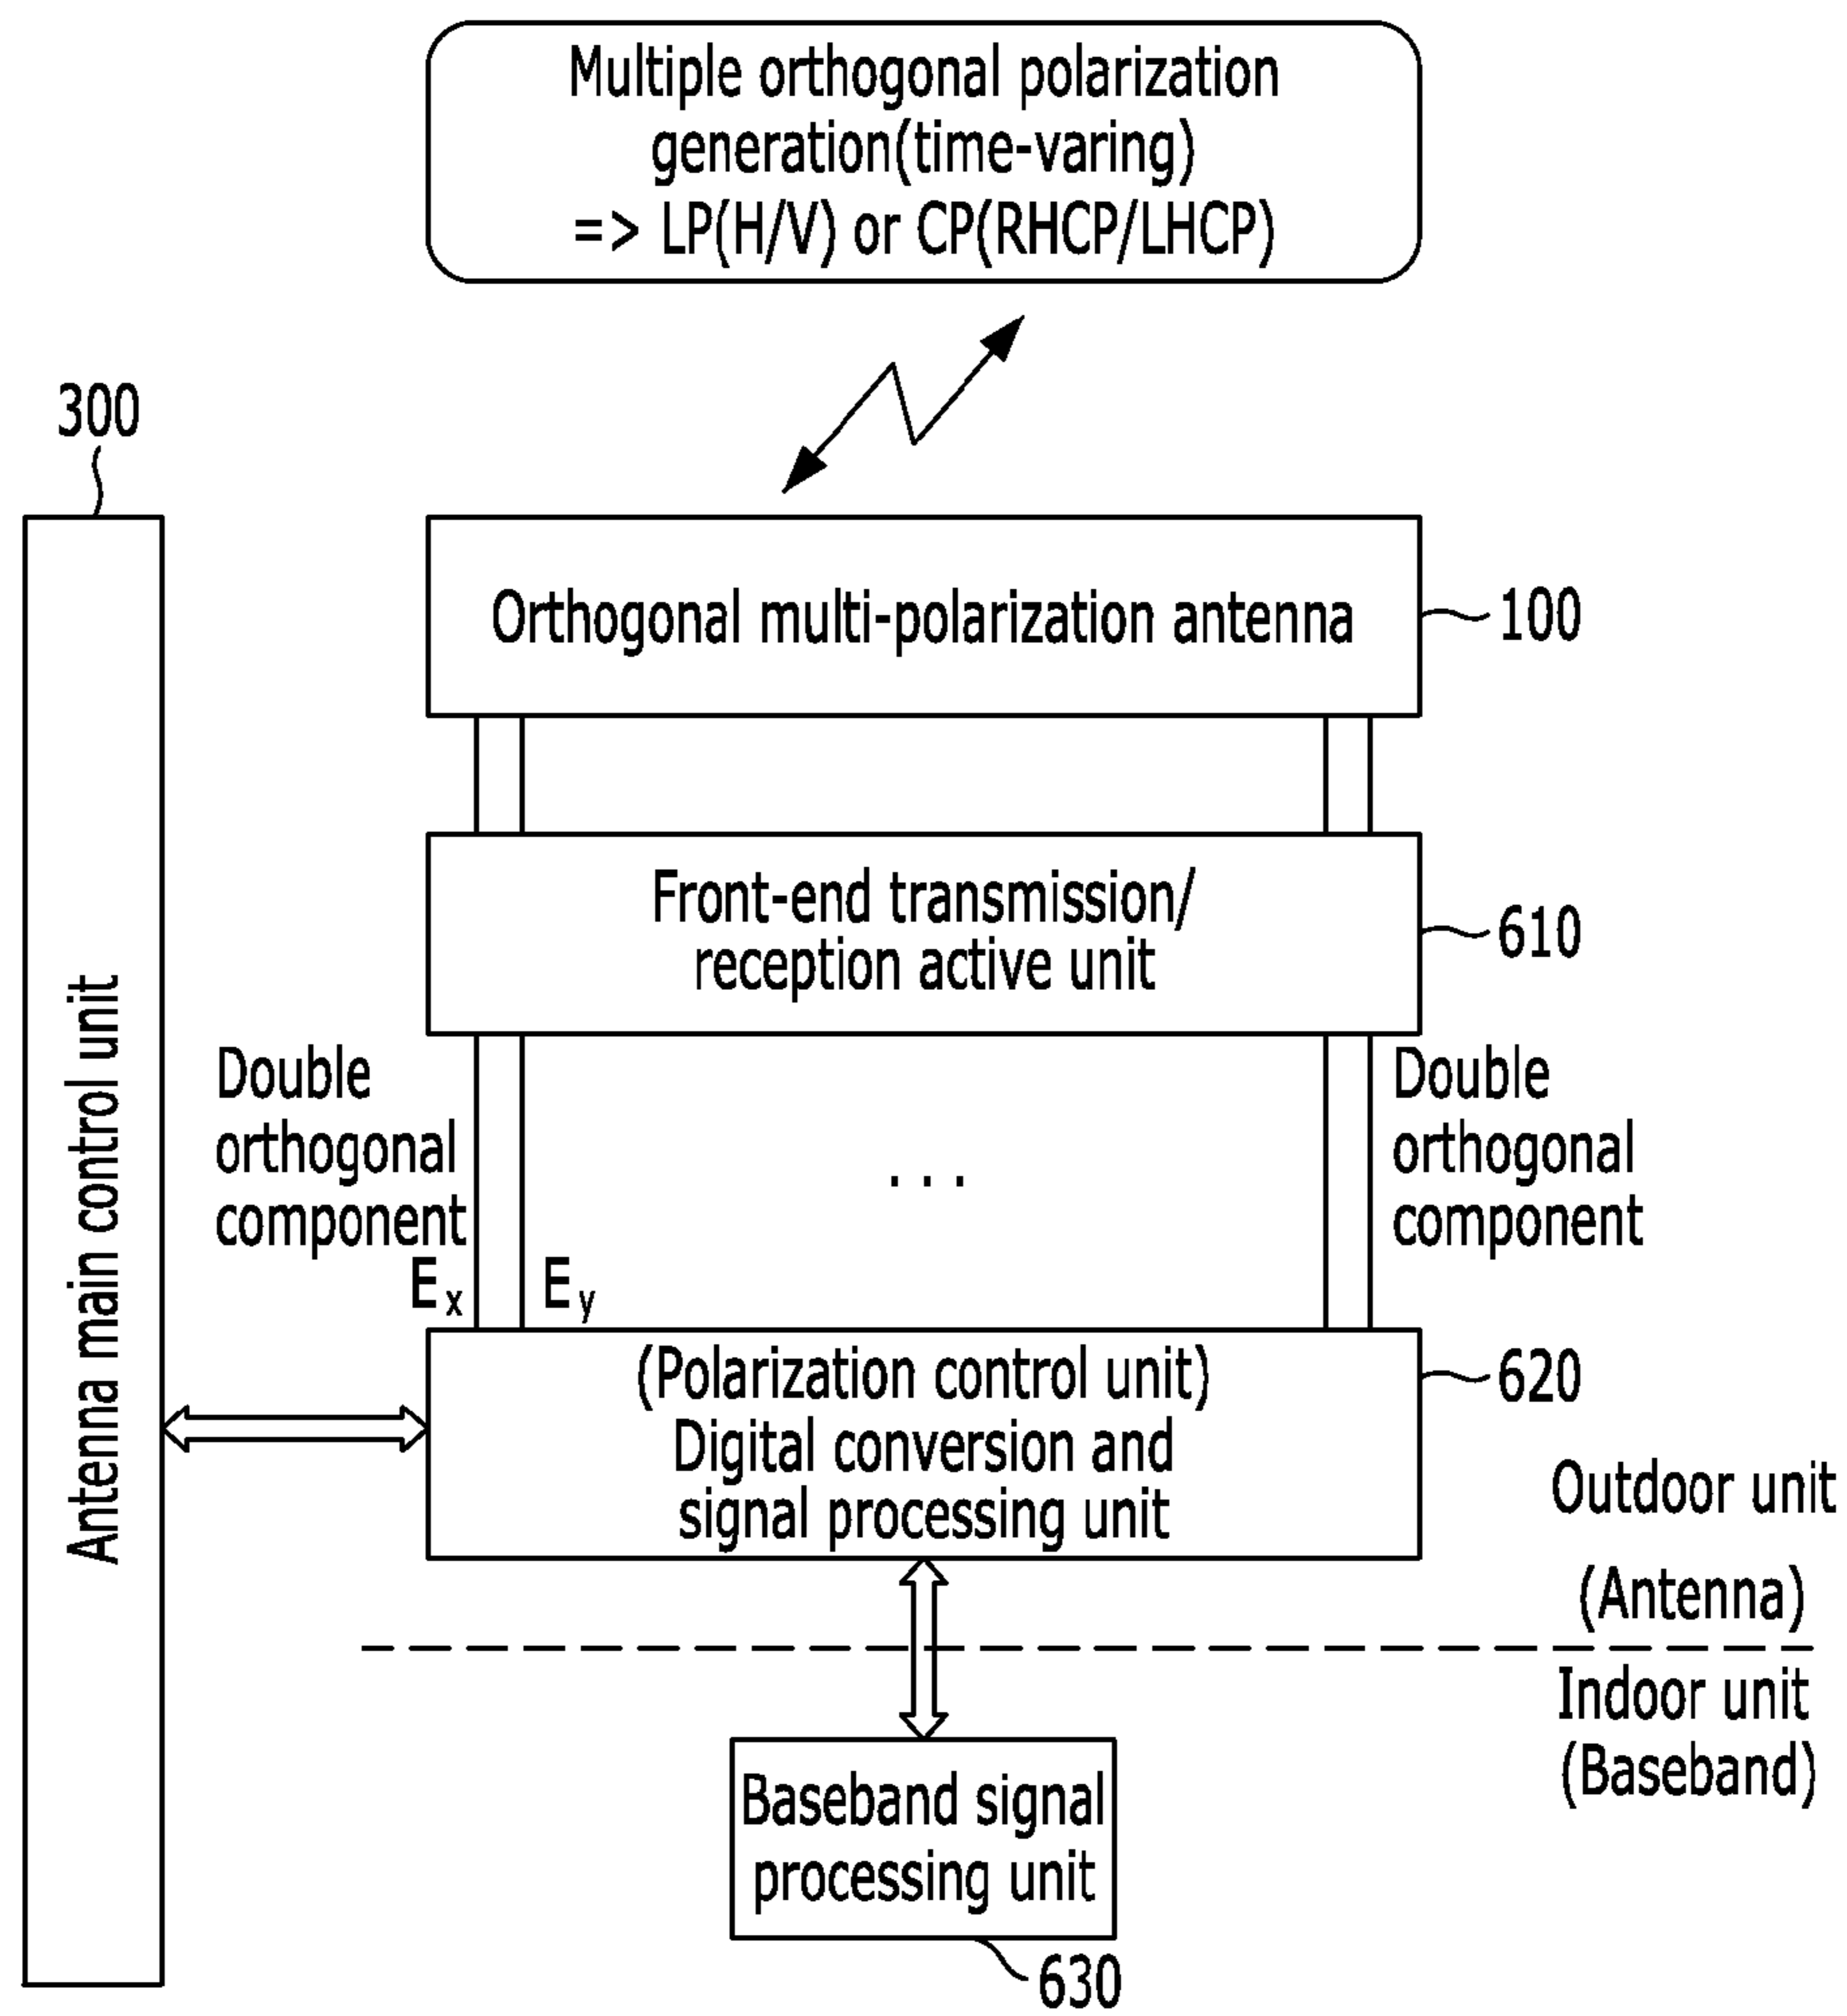 Multiple orthogonal polarization
generation(time-varing)
=> LP(H/V) or CP(RHCP/LHCP)
300
Antenna main control unit
Orthogonal multi-polarization antenna
100
Front-end transmission/
reception active unit
610
Double
orthogonal
component
Ex
Ey
...
Double
orthogonal
component
(Polarization control unit)
Digital conversion and
signal processing unit
620
Outdoor unit
(Antenna)
Indoor unit
(Baseband)
Baseband signal
processing unit
630